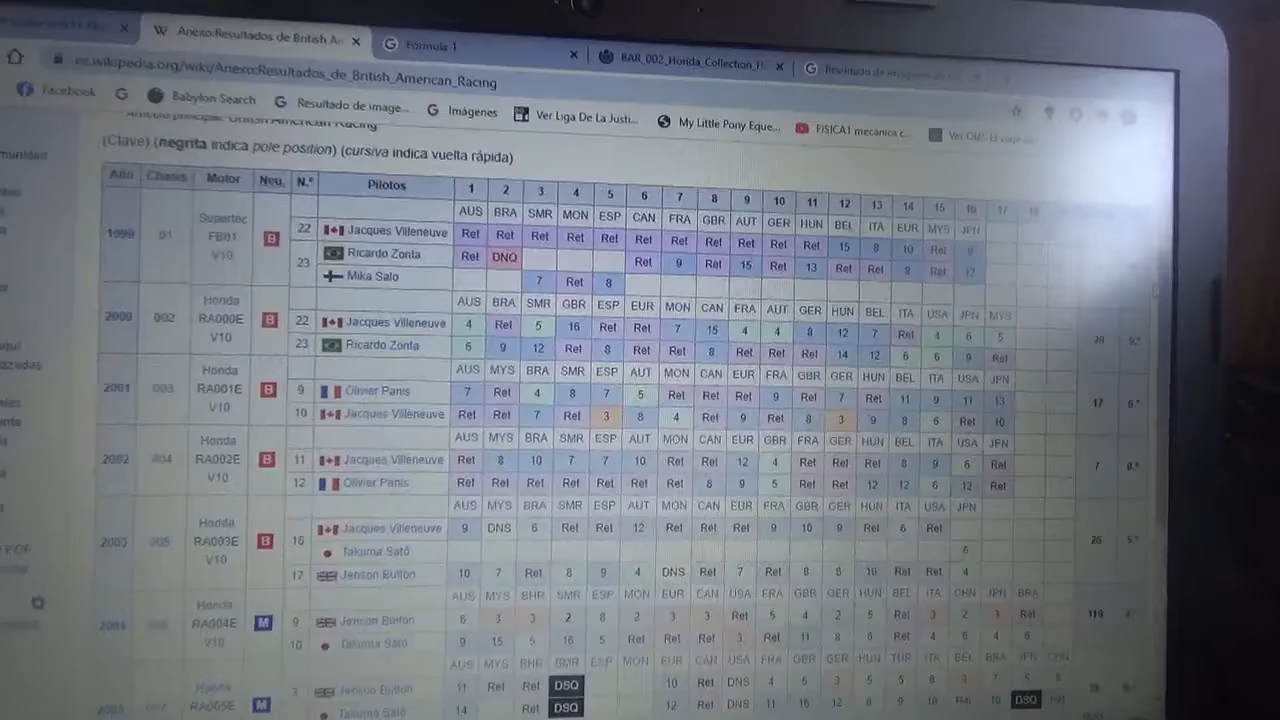 Anexo:Resultados de British A
Formula 1
BAR_002_Honda_Collection_H
es.wikipedia.org/wiki/Anexo:Resultados_de_British_American_Racing
Facebook
Babylon Search
Resultado de image...
Imágenes
Ver Liga De La Justi...
My Little Pony Eque...
FISICA1 mecanica c...
(Clave) (negrita indica pole position) (cursiva indica vuelta rápida)
Año Chasis Motor Neu. N.º Pilotos 1 2 3 4 5 6 7 8 9 10 11 12 13 14 15 16 17 18
AUS BRA SMR MON ESP CAN FRA GBR AUT GER HUN BEL ITA EUR MYS JPN
1999 01 Supertec FB01 V10 B
22 Jacques Villeneuve Ret Ret Ret Ret Ret Ret Ret Ret Ret Ret Ret 15 8 10 Ret 9
23 Ricardo Zonta Ret DNQ Ret 9 Ret 15 Ret 13 Ret Ret 8 Ret 12
Mika Salo 7 Ret 8
AUS BRA SMR GBR ESP EUR MON CAN FRA AUT GER HUN BEL ITA USA JPN MYS
2000 002 Honda RA000E V10 B
22 Jacques Villeneuve 4 Ret 5 16 Ret Ret 7 15 4 4 8 12 7 Ret 4 6 5
20 5.º
23 Ricardo Zonta 6 9 12 Ret 8 Ret Ret 8 Ret Ret Ret 14 12 6 6 9 Ret
AUS MYS BRA SMR ESP AUT MON CAN EUR FRA GBR GER HUN BEL ITA USA JPN
2001 003 Honda RA001E V10 B
9 Olivier Panis 7 Ret 4 8 7 5 Ret Ret Ret 9 Ret 7 Ret 11 9 11 13
17 6.º
10 Jacques Villeneuve Ret Ret 7 Ret 3 8 4 Ret 9 Ret 8 3 9 8 6 Ret 10
AUS MYS BRA SMR ESP AUT MON CAN EUR GBR FRA GER HUN BEL ITA USA JPN
2002 004 Honda RA002E V10 B
11 Jacques Villeneuve Ret 8 10 7 7 10 Ret Ret 12 4 Ret Ret Ret 8 9 6 Ret
7 8.º
12 Olivier Panis Ret Ret Ret Ret Ret Ret Ret 8 9 5 Ret Ret 12 12 6 12 Ret
AUS MYS BRA SMR ESP AUT MON CAN EUR FRA GBR GER HUN ITA USA JPN
2003 005 Honda RA003E V10 B
16 Jacques Villeneuve 9 DNS 6 Ret Ret 12 Ret Ret Ret 9 10 9 Ret 6 Ret
Takuma Satō 6
26 5.º
17 Jenson Button 10 7 Ret 8 9 4 DNS Ret 7 Ret 8 8 10 Ret Ret 4
AUS MYS BHR SMR ESP MON EUR CAN USA FRA GBR GER HUN BEL ITA CHN JPN BRA
2004 Honda RA004E V10 M
9 Jenson Button 6 3 3 2 8 2 3 3 Ret 5 4 2 5 Ret 3 2 3 Ret
119
10 Takuma Satō 9 15 5 16 5 Ret Ret Ret 3 Ret 11 8 6 Ret 4 6 4 6
AUS MYS BHR SMR ESP MON EUR CAN USA FRA GBR GER HUN TUR ITA BEL BRA JPN CHN
2005 007 Honda RA005E M
3 Jenson Button 11 Ret Ret DSQ 10 Ret DNS 4 5 3 5 5 8 3 7 5 8
Takuma Satō 14 Ret DSQ 12 Ret DNS 11 16 12 8 9 16 Ret 10 DSQ Ret